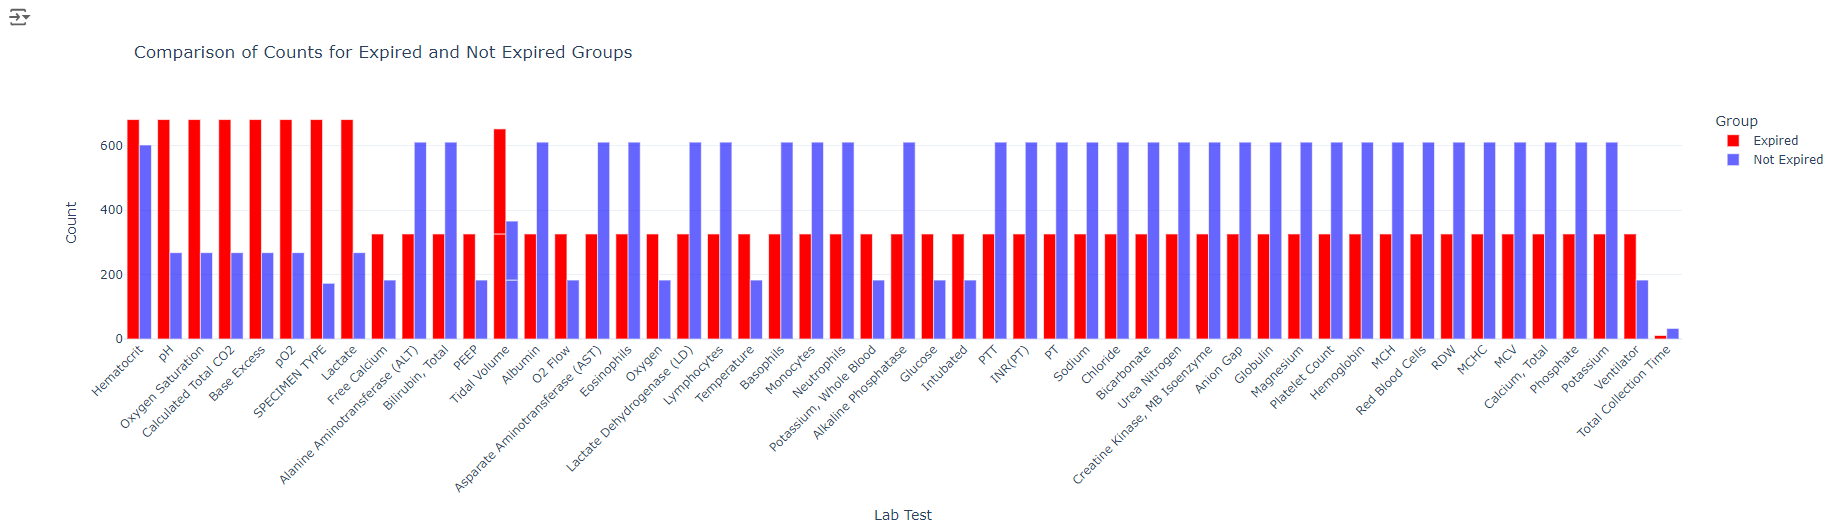 Comparison of Counts for Expired and Not Expired Groups
Group
Expired
Not Expired
Count
600
400
200
0
Hematocrit
pH
Oxygen Saturation
Calculated Total CO2
Base Excess
pO2
SPECIMEN TYPE
Lactate
Free Calcium
Alanine Aminotransferase (ALT)
Bilirubin, Total
PEEP
Tidal Volume
Albumin
O2 Flow
Asparate Aminotransferase (AST)
Eosinophils
Oxygen
Lactate Dehydrogenase (LD)
Lymphocytes
Temperature
Basophils
Monocytes
Neutrophils
Potassium, Whole Blood
Alkaline Phosphatase
Glucose
Intubated
PTT
INR(PT)
PT
Sodium
Chloride
Bicarbonate
Urea Nitrogen
Creatine Kinase, MB Isoenzyme
Anion Gap
Globulin
Magnesium
Platelet Count
Hemoglobin
MCH
Red Blood Cells
RDW
MCHC
MCV
Calcium, Total
Phosphate
Potassium
Ventilator
Total Collection Time
Lab Test